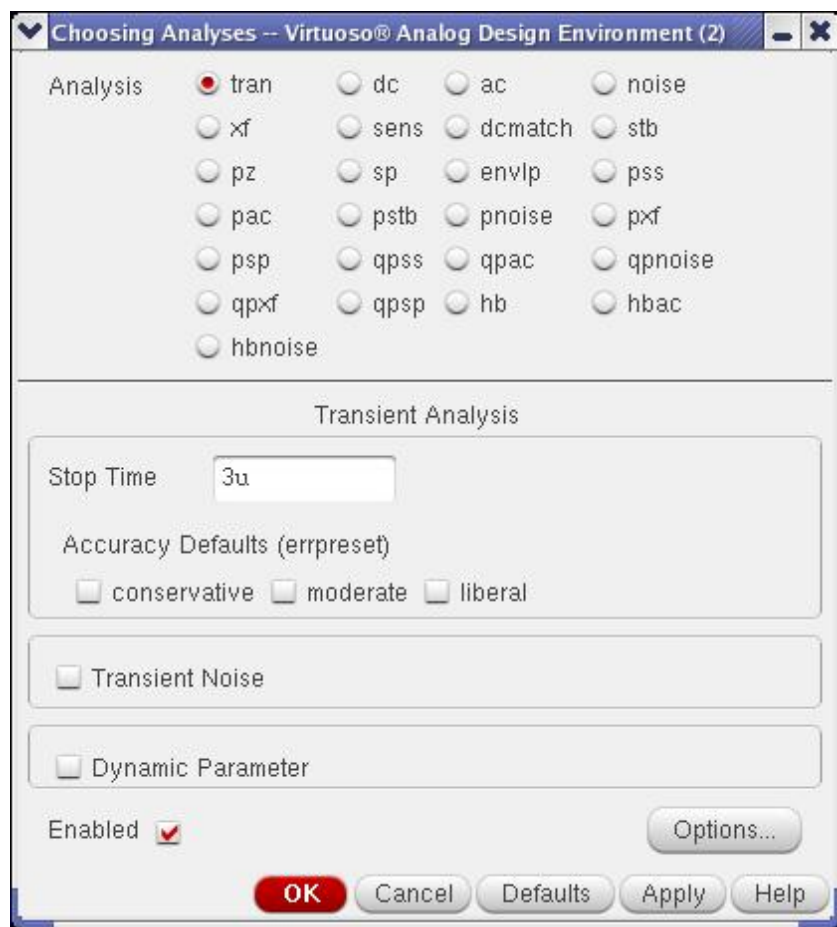 Choosing Analyses -- Virtuoso® Analog Design Environment (2)
Analysis tran dc ac noise
xf sens dcmatch stb
pz sp envlp pss
pac pstb pnoise pxf
psp qpss qpac qpnoise
qpxf qpsp hb hbac
hbnoise
Transient Analysis
Stop Time 3u
Accuracy Defaults (errpreset)
conservative moderate liberal
Transient Noise
Dynamic Parameter
Enabled Options...
OK Cancel Defaults Apply Help